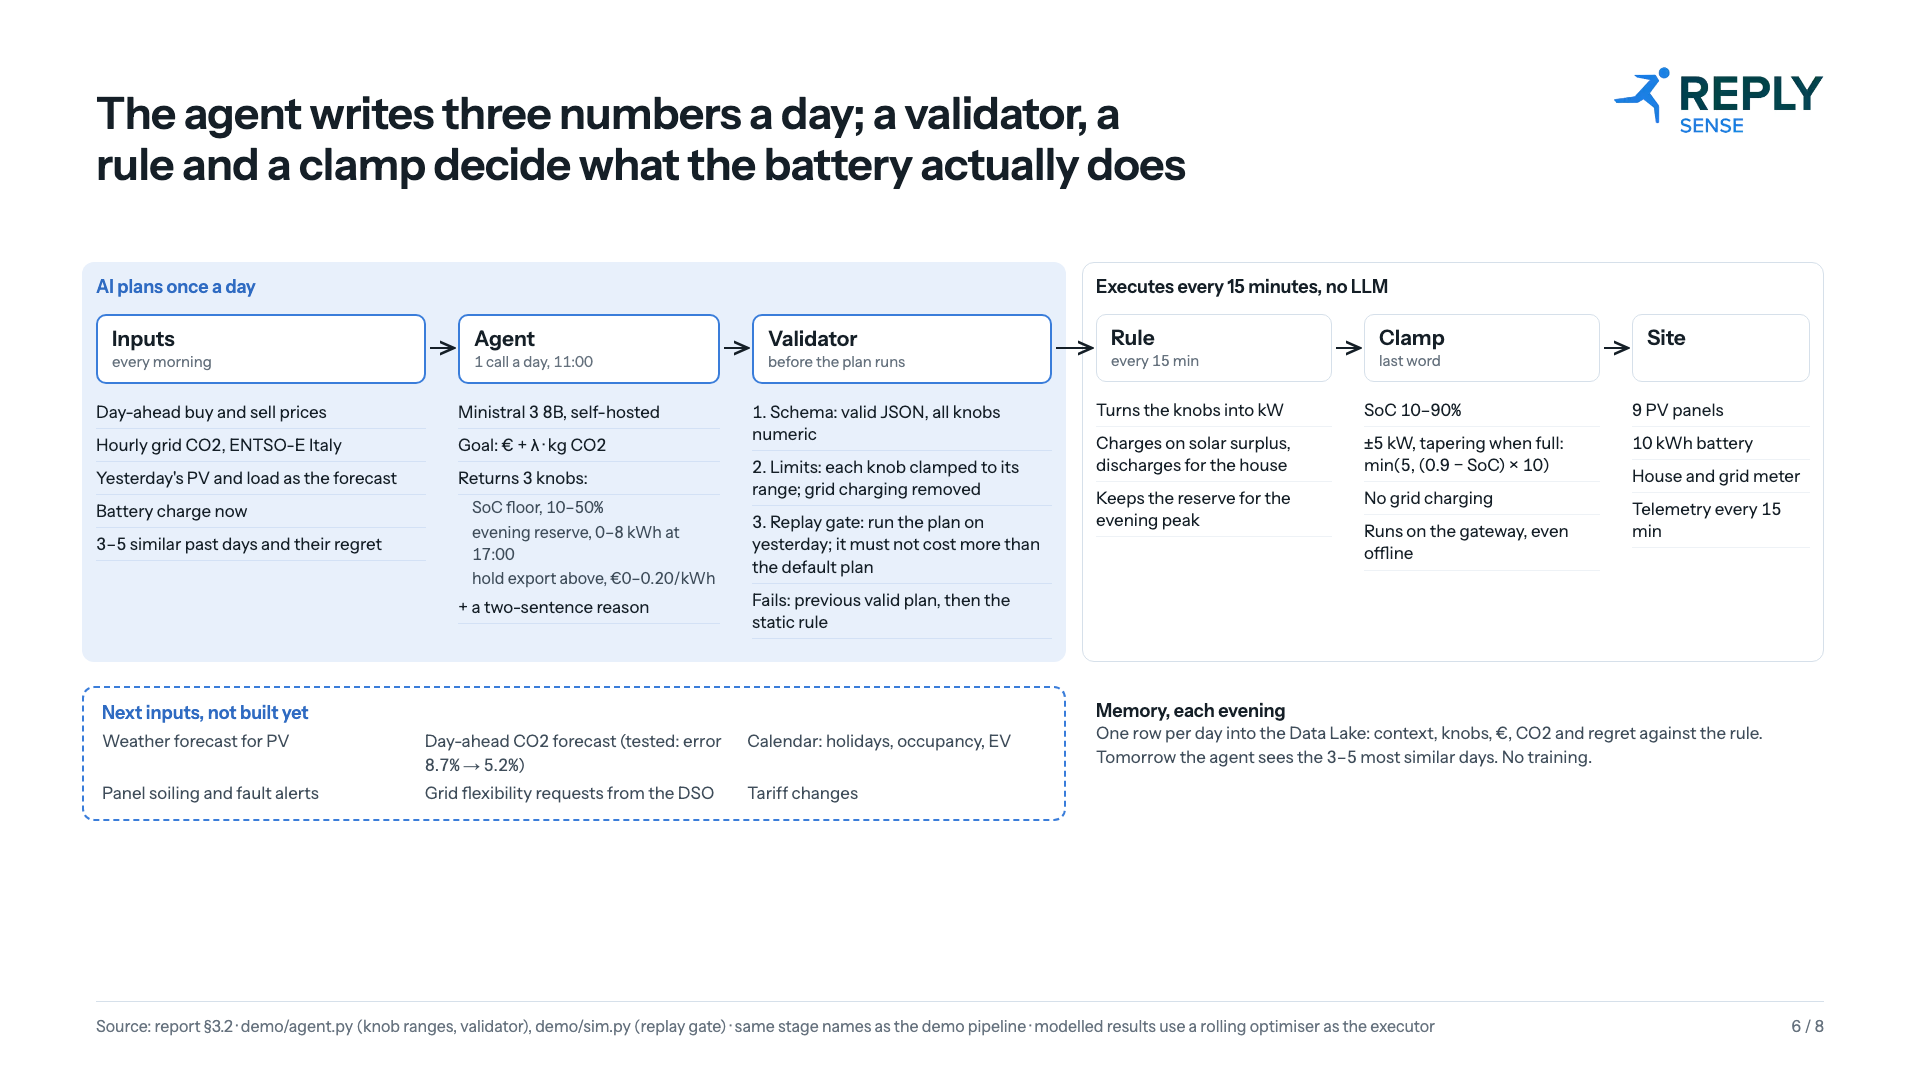 The agent writes three numbers a day; a validator, a
rule and a clamp decide what the battery actually does
REPLY
SENSE
AI plans once a day
Inputs
every morning
Day-ahead buy and sell prices
Hourly grid CO2, ENTSO-E Italy
Yesterday's PV and load as the forecast
Battery charge now
3–5 similar past days and their regret
Agent
1 call a day, 11:00
Ministral 3 8B, self-hosted
Goal: € + λ·kg CO2
Returns 3 knobs:
SoC floor, 10–50%
evening reserve, 0–8 kWh at
17:00
hold export above, €0–0.20/kWh
+ a two-sentence reason
Validator
before the plan runs
1. Schema: valid JSON, all knobs
numeric
2. Limits: each knob clamped to its
range; grid charging removed
3. Replay gate: run the plan on
yesterday; it must not cost more than
the default plan
Fails: previous valid plan, then the
static rule
Executes every 15 minutes, no LLM
Rule
every 15 min
Turns the knobs into kW
Charges on solar surplus,
discharges for the house
Keeps the reserve for the
evening peak
Clamp
last word
SoC 10–90%
±5 kW, tapering when full:
min(5, (0.9 − SoC) × 10)
No grid charging
Runs on the gateway, even
offline
Site
9 PV panels
10 kWh battery
House and grid meter
Telemetry every 15
min
Next inputs, not built yet
Weather forecast for PV
Day-ahead CO2 forecast (tested: error
8.7% → 5.2%)
Calendar: holidays, occupancy, EV
Panel soiling and fault alerts
Grid flexibility requests from the DSO
Tariff changes
Memory, each evening
One row per day into the Data Lake: context, knobs, €, CO2 and regret against the rule.
Tomorrow the agent sees the 3–5 most similar days. No training.
Source: report §3.2 · demo/agent.py (knob ranges, validator), demo/sim.py (replay gate) · same stage names as the demo pipeline · modelled results use a rolling optimiser as the executor
6 / 8